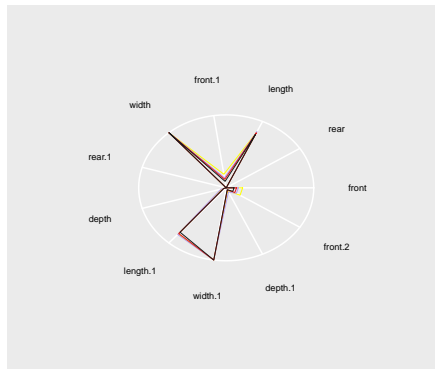 front.1
length
width
rear
rear.1
front
depth
front.2
length.1
depth.1
width.1